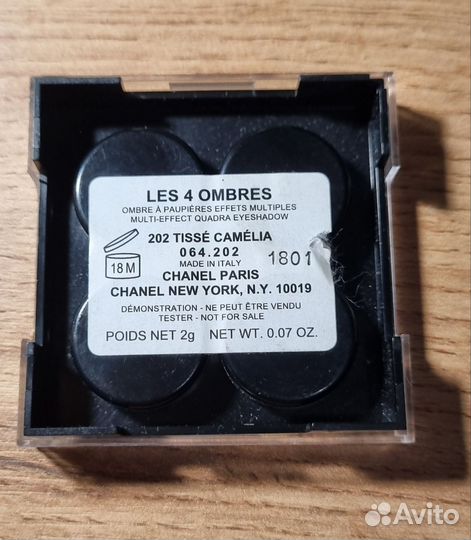 LES 4 OMBRES
OMBRE À PAUPIÈRES EFFETS MULTIPLES
MULTI-EFFECT QUADRA EYESHADOW
202 TISSÉ CAMÉLIA
064.202
MADE IN ITALY
1801
18 M
CHANEL PARIS
CHANEL NEW YORK, N.Y. 10019
DÉMONSTRATION - NE PEUT ÊTRE VENDU
TESTER - NOT FOR SALE
POIDS NET 2g NET WT. 0.07 OZ.
Avito